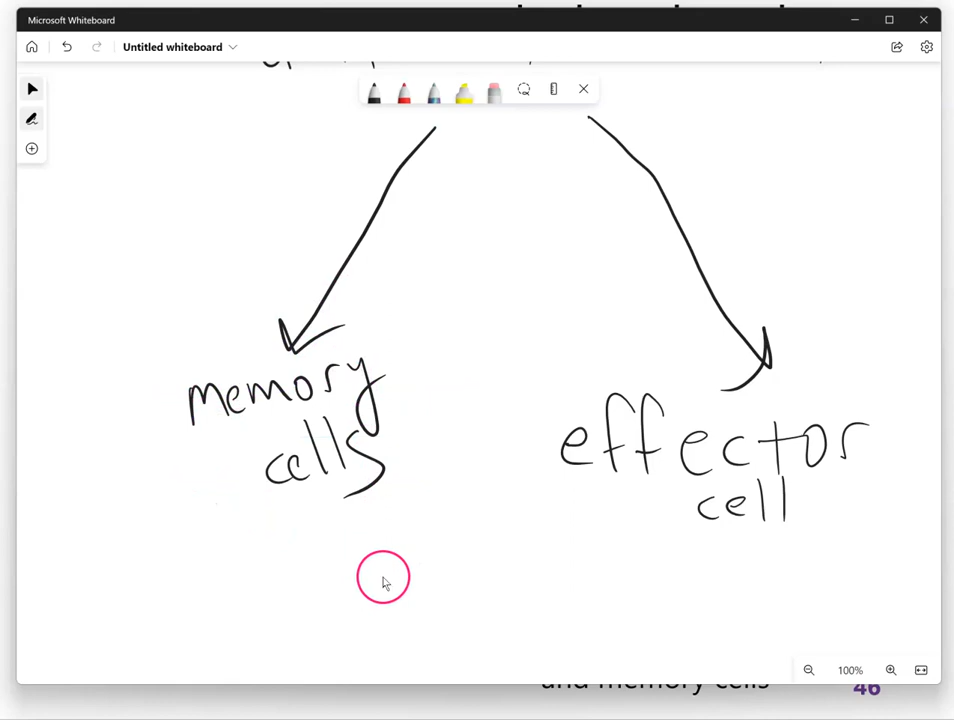 Microsoft Whiteboard
Untitled whiteboard
memory
cells
effector
cell
100%
and memory cells
46